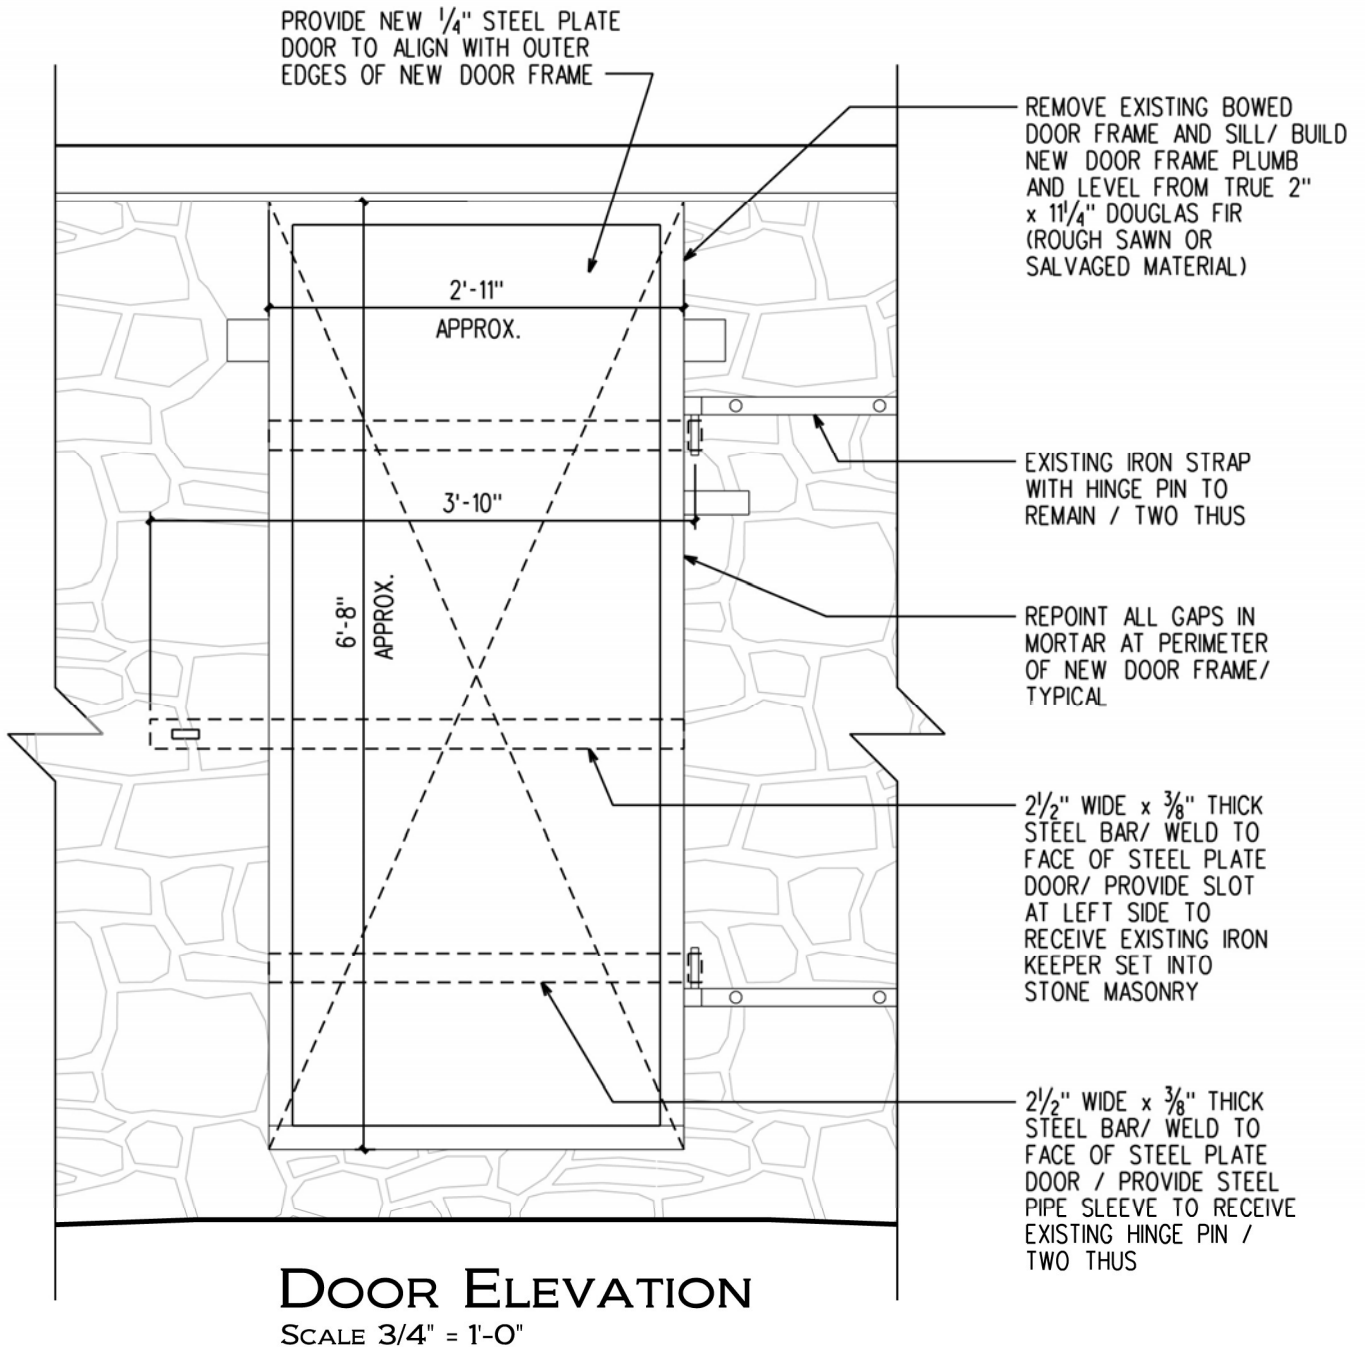 PROVIDE NEW 1/4" STEEL PLATE
DOOR TO ALIGN WITH OUTER
EDGES OF NEW DOOR FRAME
REMOVE EXISTING BOWED
DOOR FRAME AND SILL/ BUILD
NEW DOOR FRAME PLUMB
AND LEVEL FROM TRUE 2"
x 11 1/4" DOUGLAS FIR
(ROUGH SAWN OR
SALVAGED MATERIAL)
2'-11"
APPROX.
EXISTING IRON STRAP
WITH HINGE PIN TO
REMAIN / TWO THUS
3'-10"
6'-8"
APPROX.
REPOINT ALL GAPS IN
MORTAR AT PERIMETER
OF NEW DOOR FRAME/
TYPICAL
2 1/2" WIDE x 3/8" THICK
STEEL BAR/ WELD TO
FACE OF STEEL PLATE
DOOR/ PROVIDE SLOT
AT LEFT SIDE TO
RECEIVE EXISTING IRON
KEEPER SET INTO
STONE MASONRY
2 1/2" WIDE x 3/8" THICK
STEEL BAR/ WELD TO
FACE OF STEEL PLATE
DOOR / PROVIDE STEEL
PIPE SLEEVE TO RECEIVE
EXISTING HINGE PIN /
TWO THUS
DOOR ELEVATION
SCALE 3/4" = 1'-0"